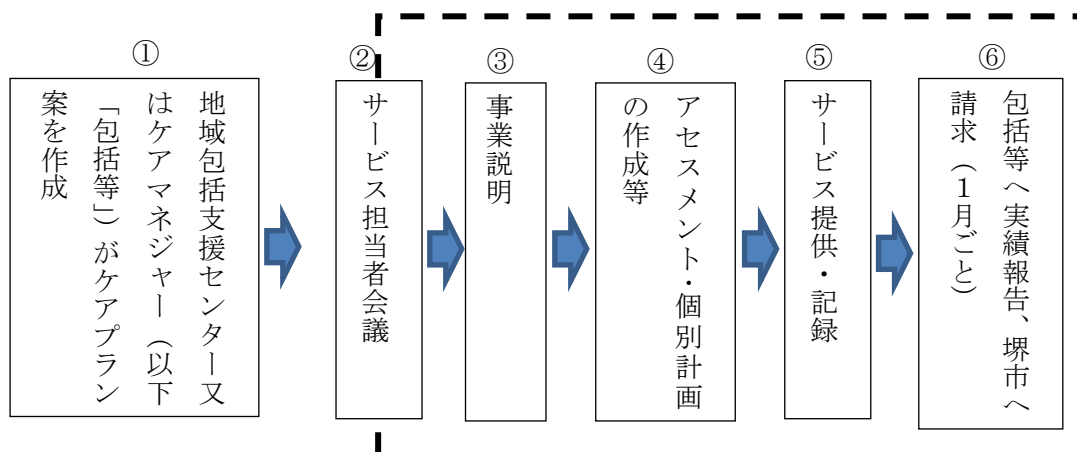 ①
地域包括支援センター又
はケアマネジャー（以下
「包括等」）がケアプラン
案を作成
②
サービス担当者会議
③
事業説明
④
アセスメント・個別計画
の作成等
⑤
サービス提供・記録
⑥
包括等へ実績報告、堺市へ
請求（１月ごと）